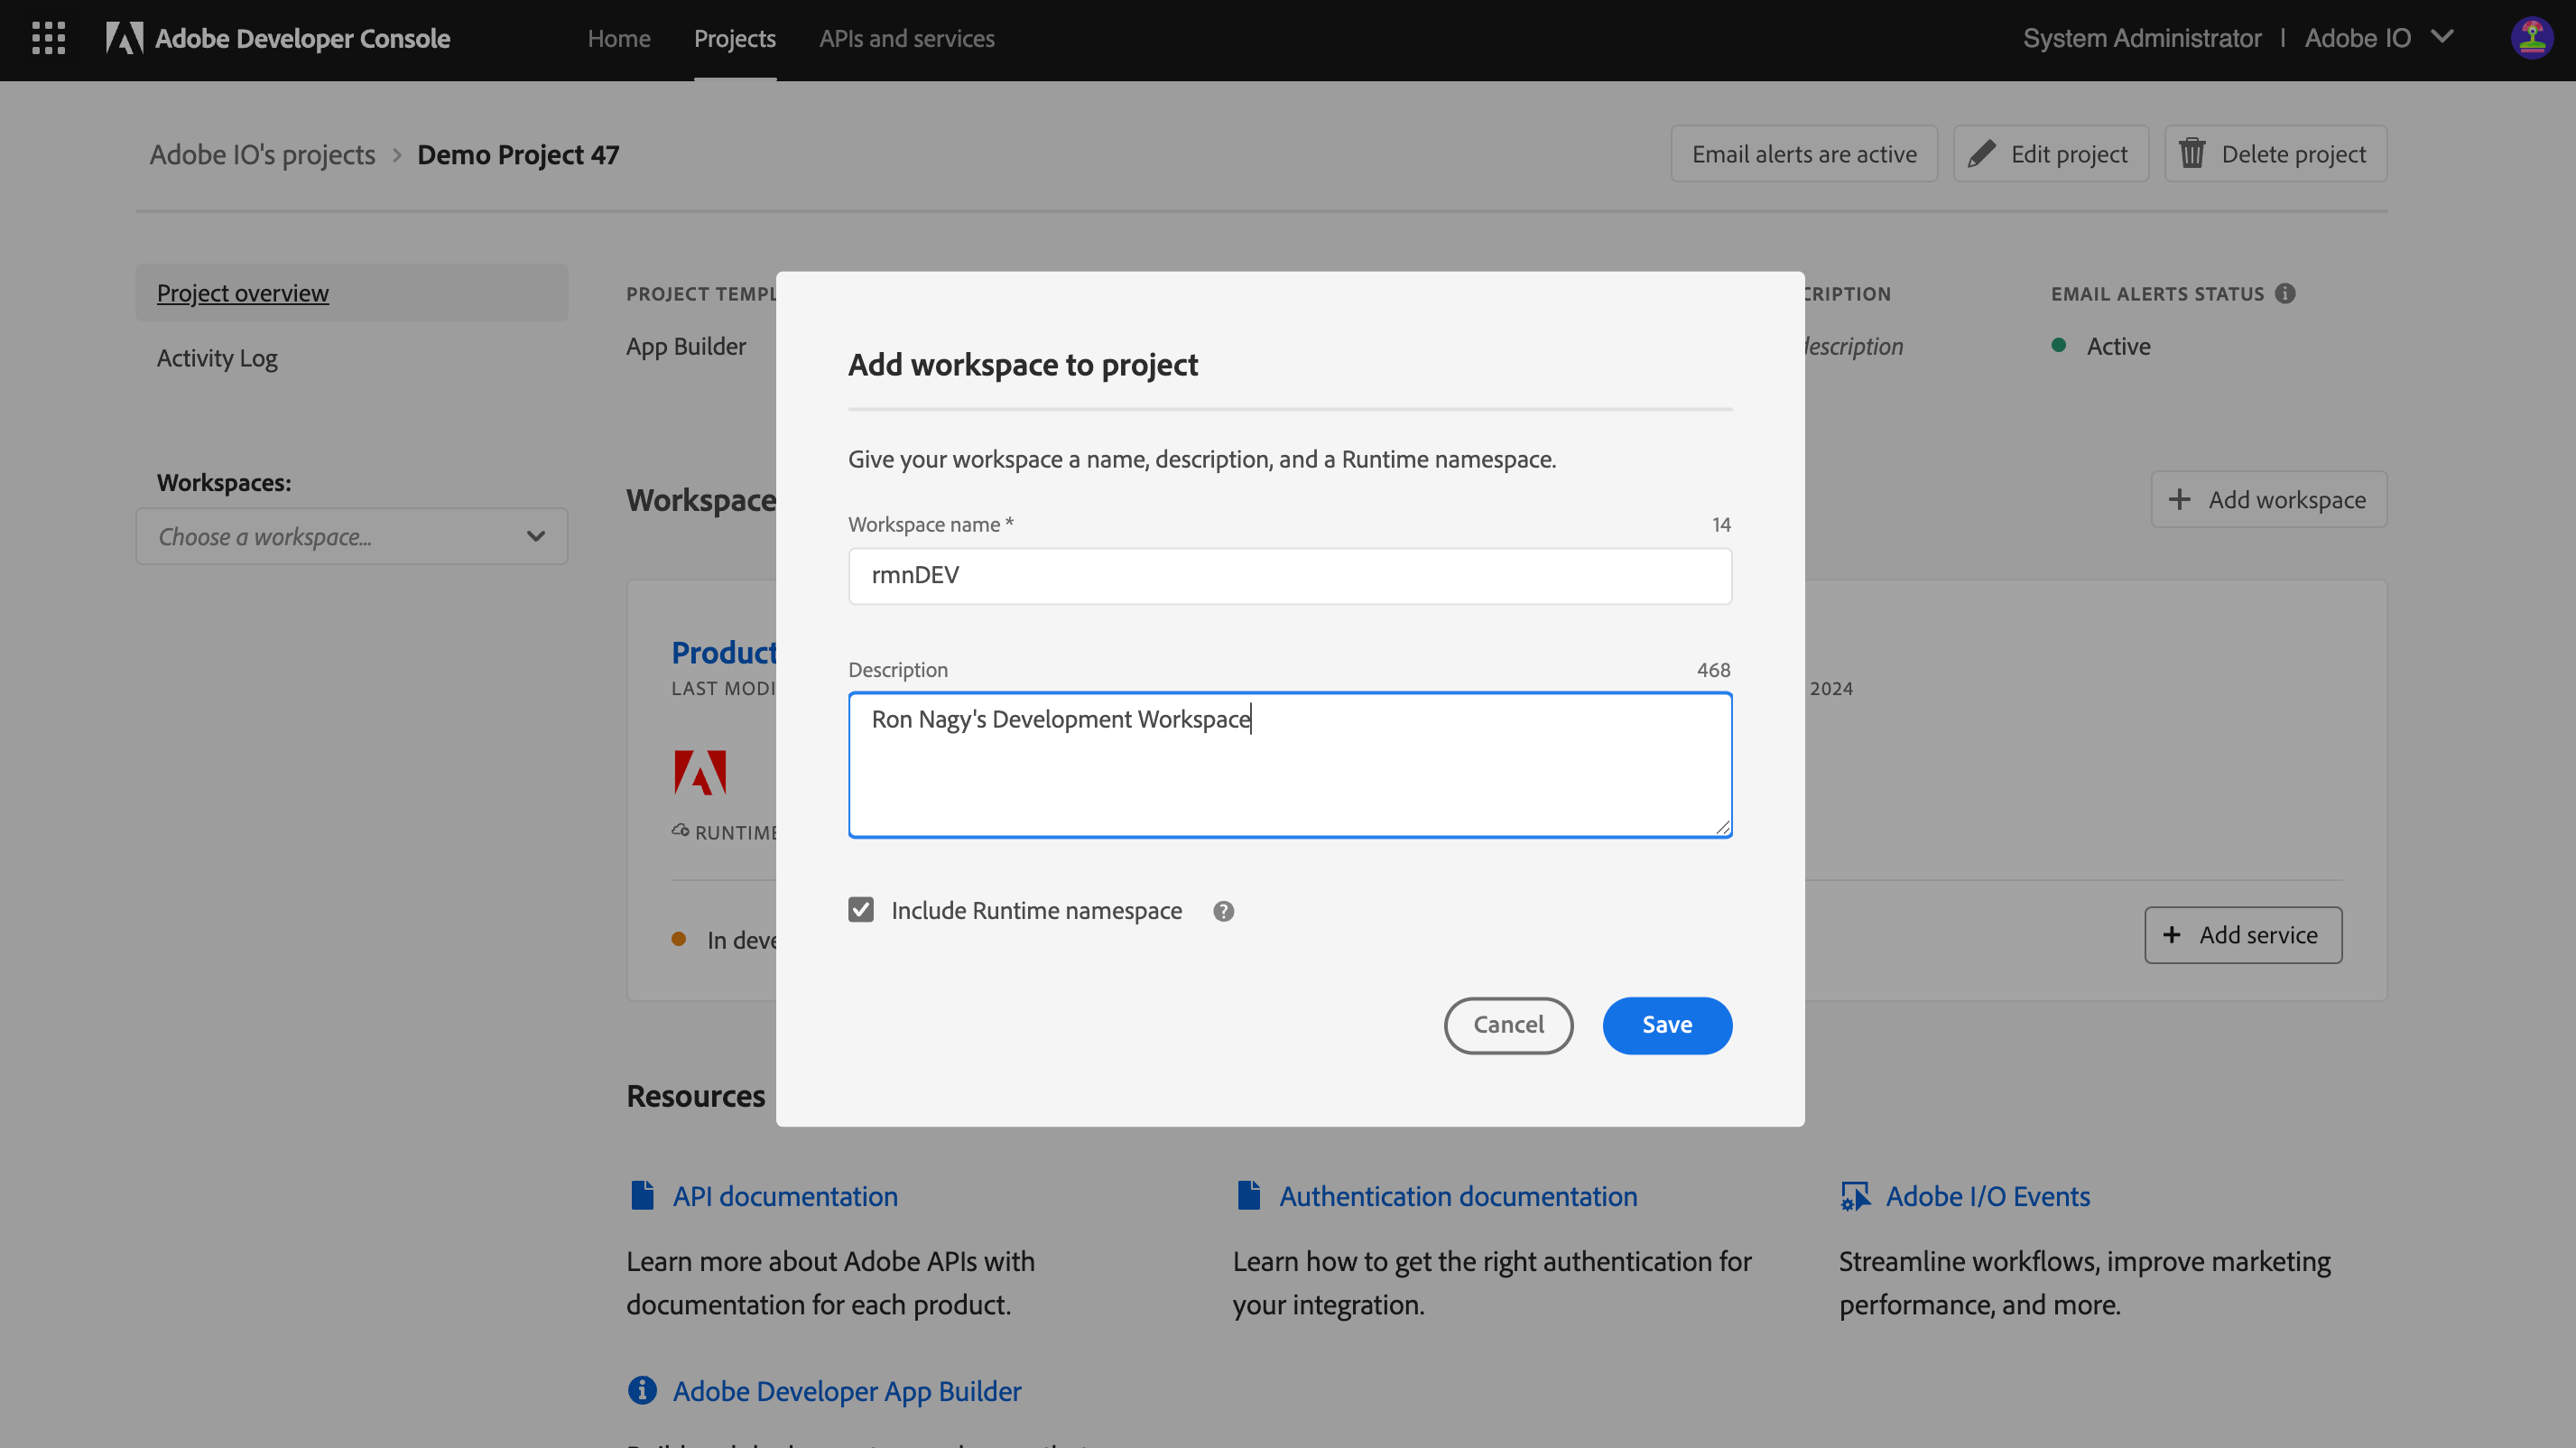 Adobe Developer Console
Home
Projects
APIs and services
System Administrator | Adobe IO
Adobe IO's projects > Demo Project 47
Email alerts are active
Edit project
Delete project
Project overview
Activity Log
Workspaces:
Choose a workspace...
PROJECT TEMPL
App Builder
CRIPTION
description
EMAIL ALERTS STATUS
Active
Workspace
Add workspace
Product
LAST MODI
2024
RUNTIME
In deve
Add service
Add workspace to project
Give your workspace a name, description, and a Runtime namespace.
Workspace name *
14
rmnDEV
Description
468
Ron Nagy's Development Workspace
Include Runtime namespace
Cancel
Save
Resources
API documentation
Learn more about Adobe APIs with
documentation for each product.
Authentication documentation
Learn how to get the right authentication for
your integration.
Adobe I/O Events
Streamline workflows, improve marketing
performance, and more.
Adobe Developer App Builder